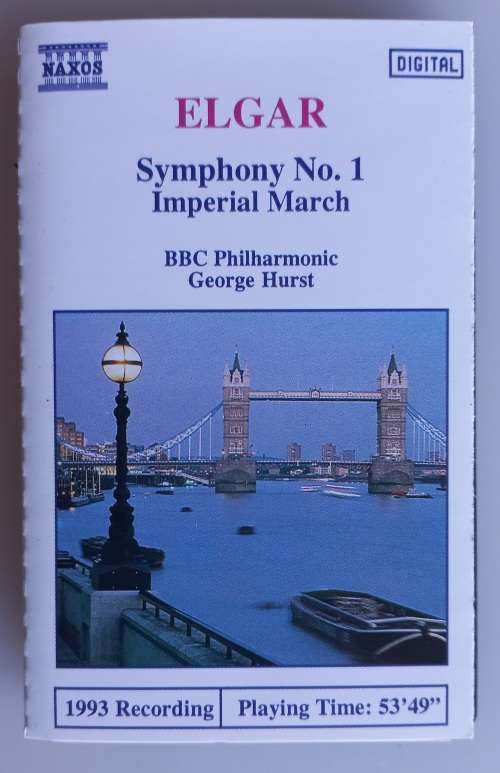 NAXOS
DIGITAL
ELGAR
Symphony No. 1
Imperial March
BBC Philharmonic
George Hurst
1993 Recording
Playing Time: 53'49”